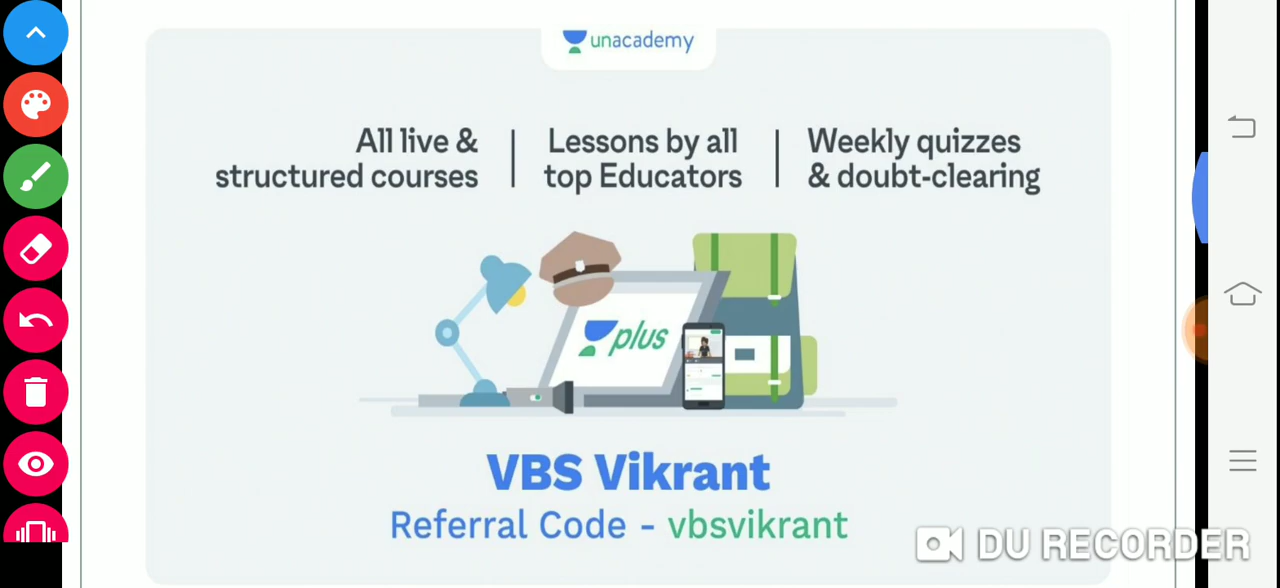 unacademy
All live &
structured courses
Lessons by all
top Educators
Weekly quizzes
& doubt-clearing
plus
VBS Vikrant
Referral Code - vbsvikrant
DU RECORDER